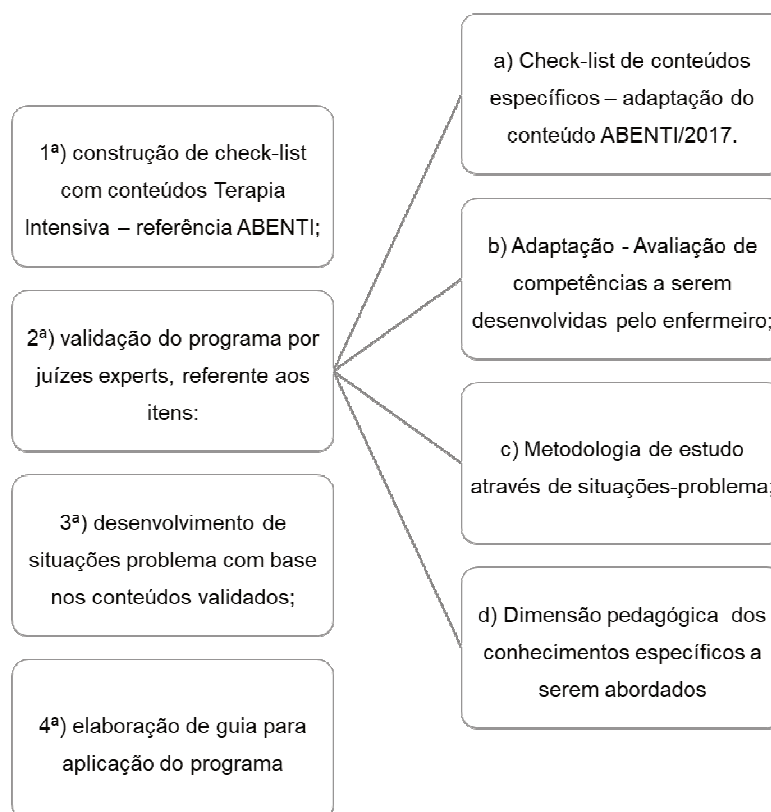 1ª) construção de check-list
com conteúdos Terapia
Intensiva – referência ABENTI;
2ª) validação do programa por
juízes experts, referente aos
itens:
3ª) desenvolvimento de
situações problema com base
nos conteúdos validados;
4ª) elaboração de guia para
aplicação do programa
a) Check-list de conteúdos
específicos – adaptação do
conteúdo ABENTI/2017.
b) Adaptação - Avaliação de
competências a serem
desenvolvidas pelo enfermeiro;
c) Metodologia de estudo
através de situações-problema;
d) Dimensão pedagógica dos
conhecimentos específicos a
serem abordados